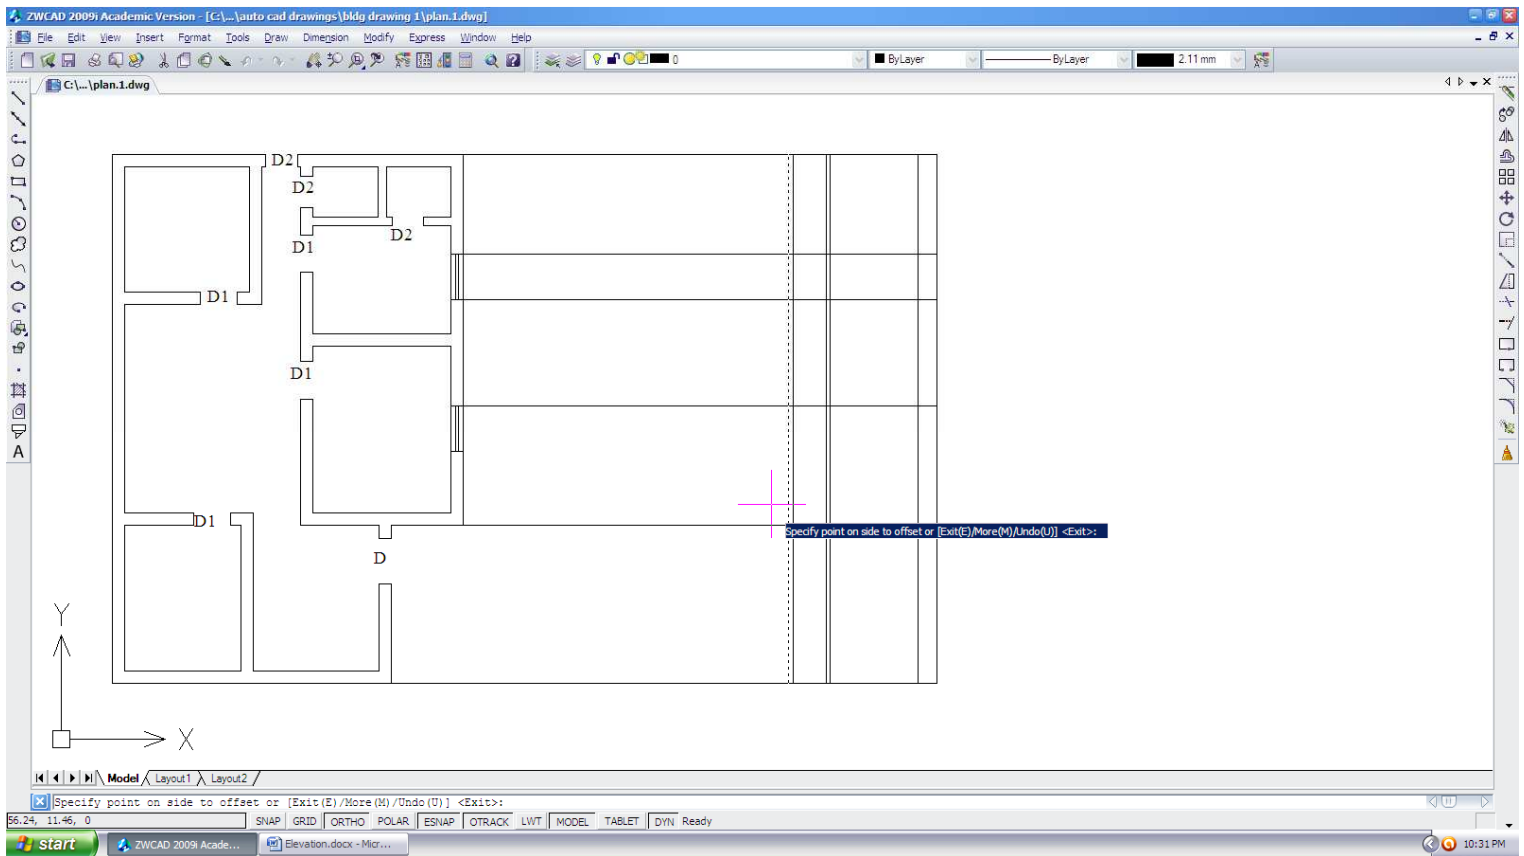 ZWCAD 2009i Academic Version - [C:\...\auto cad drawings\bldg drawing 1\plan.1.dwg]
File Edit View Insert Format Tools Draw Dimension Modify Express Window Help
0 ByLayer ByLayer 2.11 mm
C:\...\plan.1.dwg
D2
D2
D2
D1
D1
D1
D1
D
Specify point on side to offset or [Exit(E)/More(M)/Undo(U)] <Exit>:
Y
X
A
Model Layout1 Layout2
Specify point on side to offset or [Exit(E)/More(M)/Undo(U)] <Exit>:
56.24, 11.46, 0 SNAP GRID ORTHO POLAR ESNAP OTRACK LWT MODEL TABLET DYN Ready
start ZWCAD 2009i Acade... Elevation.docx - Micr... 10:31 PM